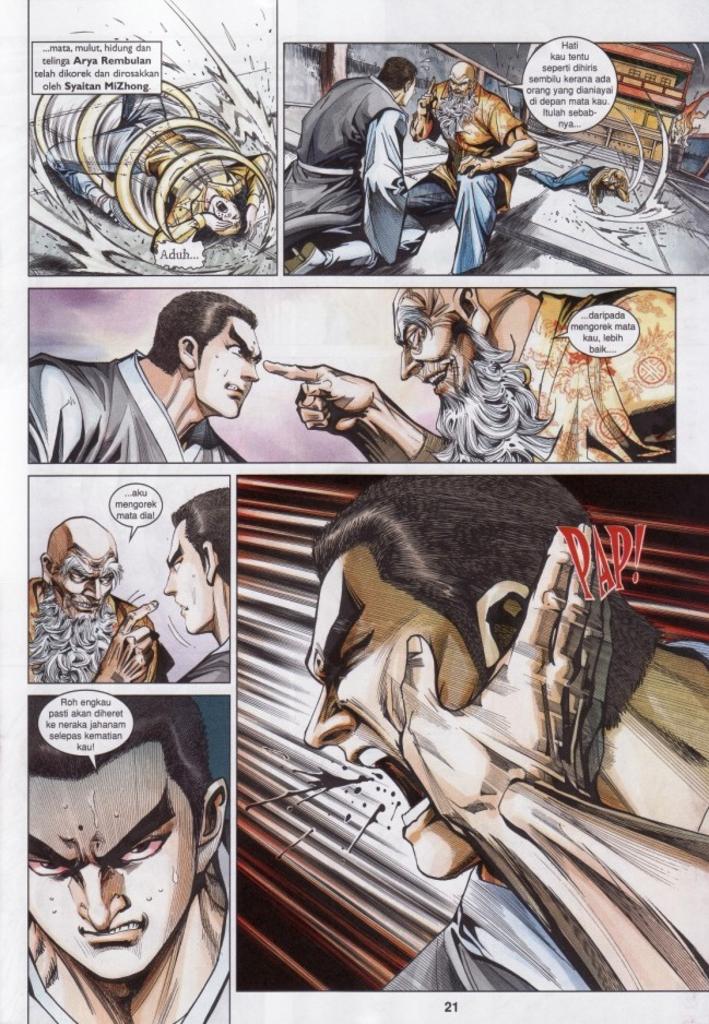 ...mata, mulut, hidung dan
telinga Arya Rembulan
telah dikorek dan dirosakkan
oleh Syaitan MiZhong.
Aduh...
Hati
kau tentu
seperti dihiris
sembilu kerana ada
orang yang dianiayai
di depan mata kau.
Itulah sebab-
nya...
...daripada
mengorek mata
kau, lebih
baik....
...aku
mengorek
mata dia!
Roh engkau
pasti akan diheret
ke neraka jahanam
selepas kematian
kau!
PAP!
21